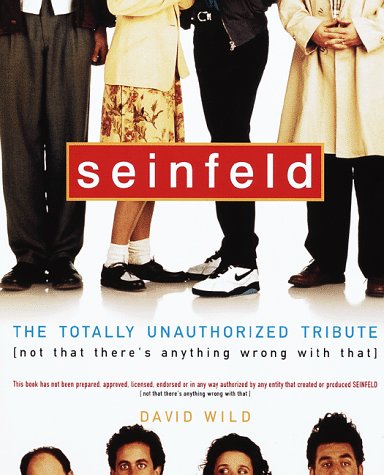 seinfeld
THE TOTALLY UNAUTHORIZED TRIBUTE
[not that there's anything wrong with that]
This book has not been prepared, approved, licensed, endorsed or in any way authorized by any entity that created or produced SEINFELD
[not that there's anything wrong with that]
DAVID WILD